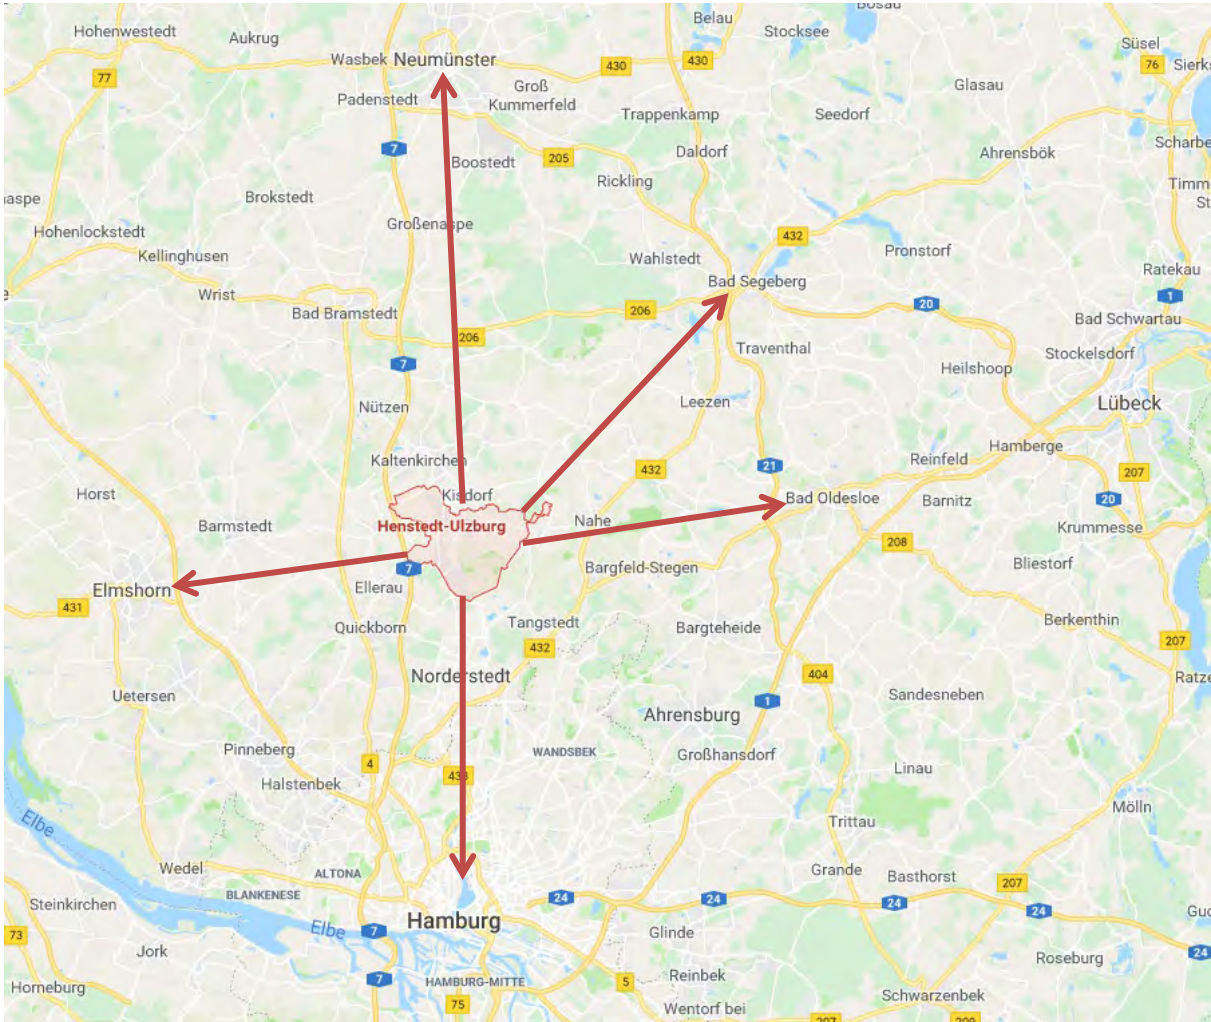 Belau
Bosau
Hohenwestedt
Aukrug
Stocksee
Süsel
Wasbek
Neumünster
430
430
76
Sierks
77
Groß
Kummerfeld
Glasau
Padenstedt
Trappenkamp
Seedorf
7
Boostedt
205
Daldorf
Ahrensbök
Scharbe
Rickling
Timm
St
naspe
Brokstedt
Großenaspe
Hohenlockstedt
432
Kellinghusen
Wahlstedt
Pronstorf
Bad Segeberg
Ratekau
Wrist
1
Bad Bramstedt
206
20
Bad Schwartau
206
Traventhal
Stockelsdorf
7
Heilshoop
Nützen
Leezen
Lübeck
Hamberge
Kaltenkirchen
432
21
Reinfeld
207
Horst
Kisdorf
Bad Oldesloe
Barnitz
20
Barmstedt
Henstedt-Ulzburg
Nahe
Krummesse
208
7
Bargfeld-Stegen
Bliestorf
Elmshorn
Ellerau
431
Quickborn
Tangstedt
Bargteheide
Berkenthin
432
207
Norderstedt
404
Ratze
Uetersen
1
Sandesneben
Ahrensburg
Pinneberg
WANDSBEK
Großhansdorf
4
433
Linau
Halstenbek
Mölln
Elbe
Trittau
Wedel
ALTONA
Grande
Basthorst
207
BLANKENESE
24
24
24
24
Steinkirchen
Hamburg
Elbe
7
Glinde
73
Jork
24
Roseburg
7
HAMBURG-MITTE
Reinbek
5
Horneburg
75
Schwarzenbek
Wentorf bei
207
209